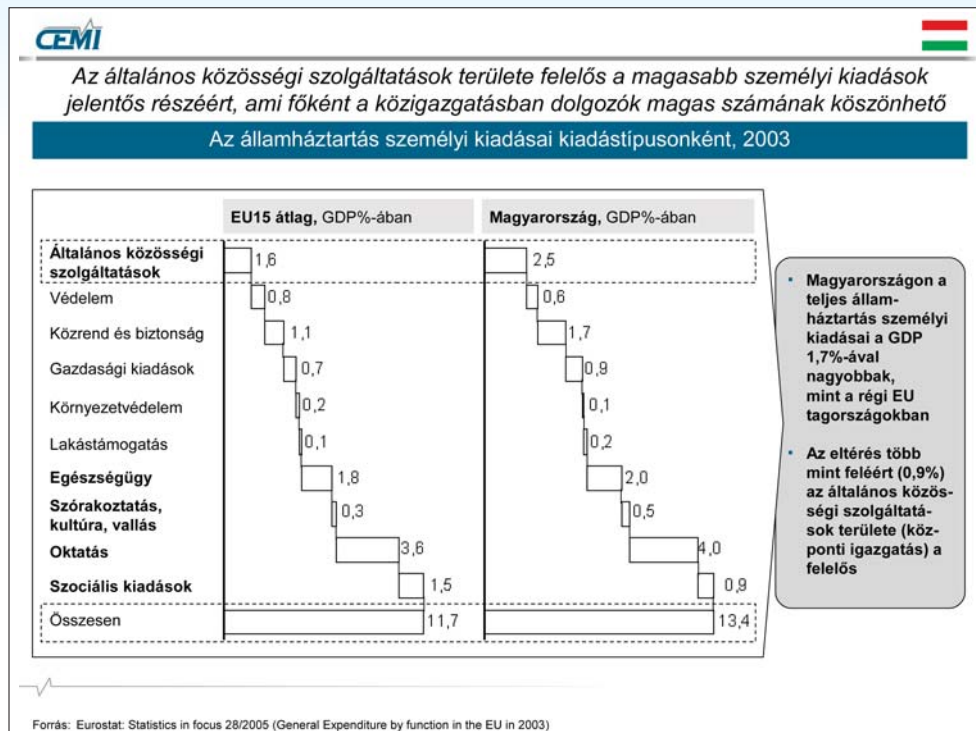 CEMI
Az általános közösségi szolgáltatások területe felelős a magasabb személyi kiadások
jelentős részéért, ami főként a közigazgatásban dolgozók magas számának köszönhető
Az államháztartás személyi kiadásai kiadástípusonként, 2003
EU15 átlag, GDP%-ában
Magyarország, GDP%-ában
Általános közösségi
szolgáltatások
1,6
2,5
Védelem
0,8
0,6
Közrend és biztonság
1,1
1,7
Gazdasági kiadások
0,7
0,9
Környezetvédelem
0,2
0,1
Lakástámogatás
0,1
0,2
Egészségügy
1,8
2,0
Szórakoztatás,
kultúra, vallás
0,3
0,5
Oktatás
3,6
4,0
Szociális kiadások
1,5
0,9
Összesen
11,7
13,4
• Magyarországon a
teljes állam-
háztartás személyi
kiadásai a GDP
1,7%-ával
nagyobbak,
mint a régi EU
tagországokban
• Az eltérés több
mint feléért (0,9%)
az általános közös-
ségi szolgáltatá-
sok területe (köz-
ponti igazgatás) a
felelős
Forrás: Eurostat: Statistics in focus 28/2005 (General Expenditure by function in the EU in 2003)